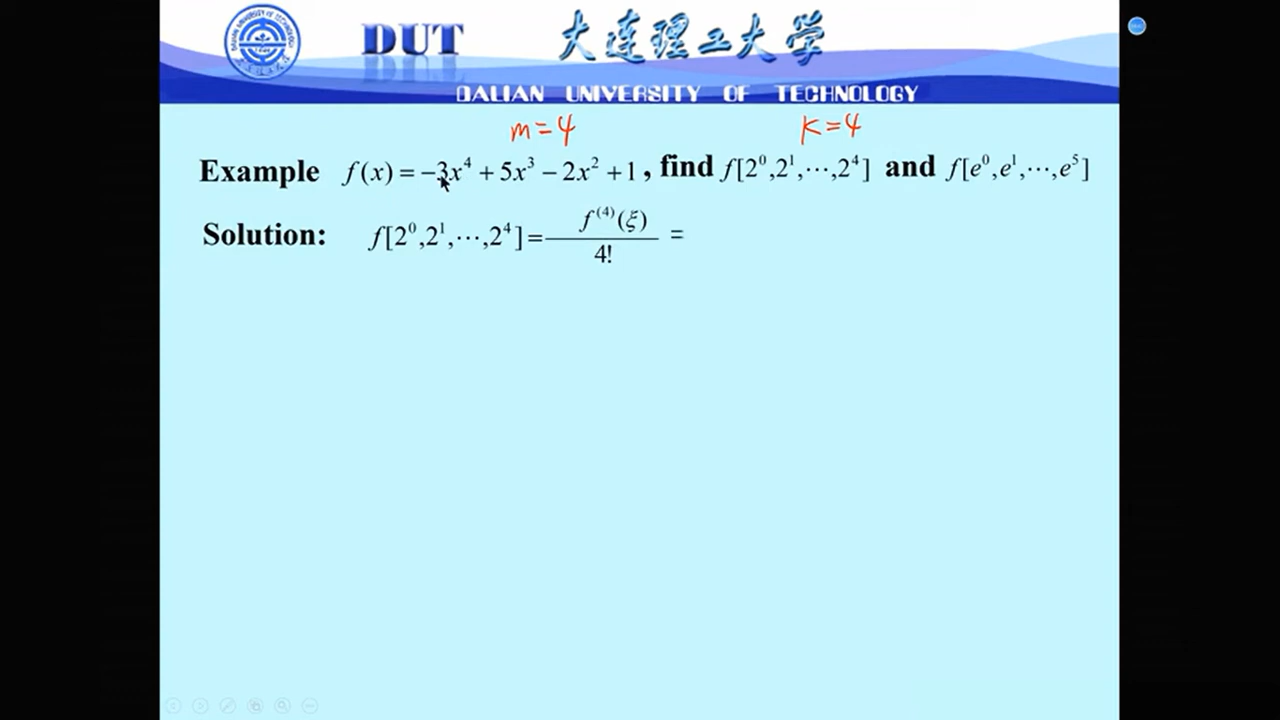 DUT 大连理工大学
DALIAN UNIVERSITY OF TECHNOLOGY
m=4 K=4
Example f(x) = −3x⁴ + 5x³ − 2x² + 1, find f[2⁰,2¹,⋯,2⁴] and f[e⁰,e¹,⋯,e⁵]
Solution: f[2⁰,2¹,⋯,2⁴] = f⁽⁴⁾(ξ) / 4! =